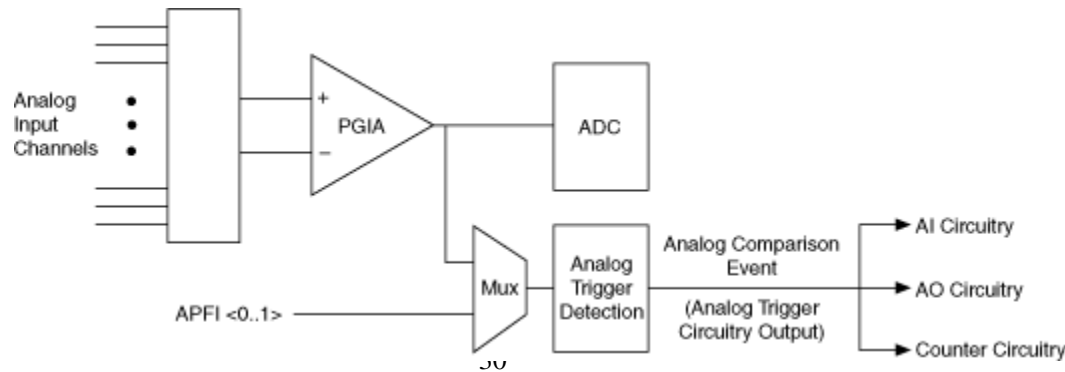 Analog
Input
Channels
+
PGIA
−
ADC
APFI <0..1>
Mux
Analog
Trigger
Detection
Analog Comparison
Event
(Analog Trigger
Circuitry Output)
AI Circuitry
AO Circuitry
Counter Circuitry